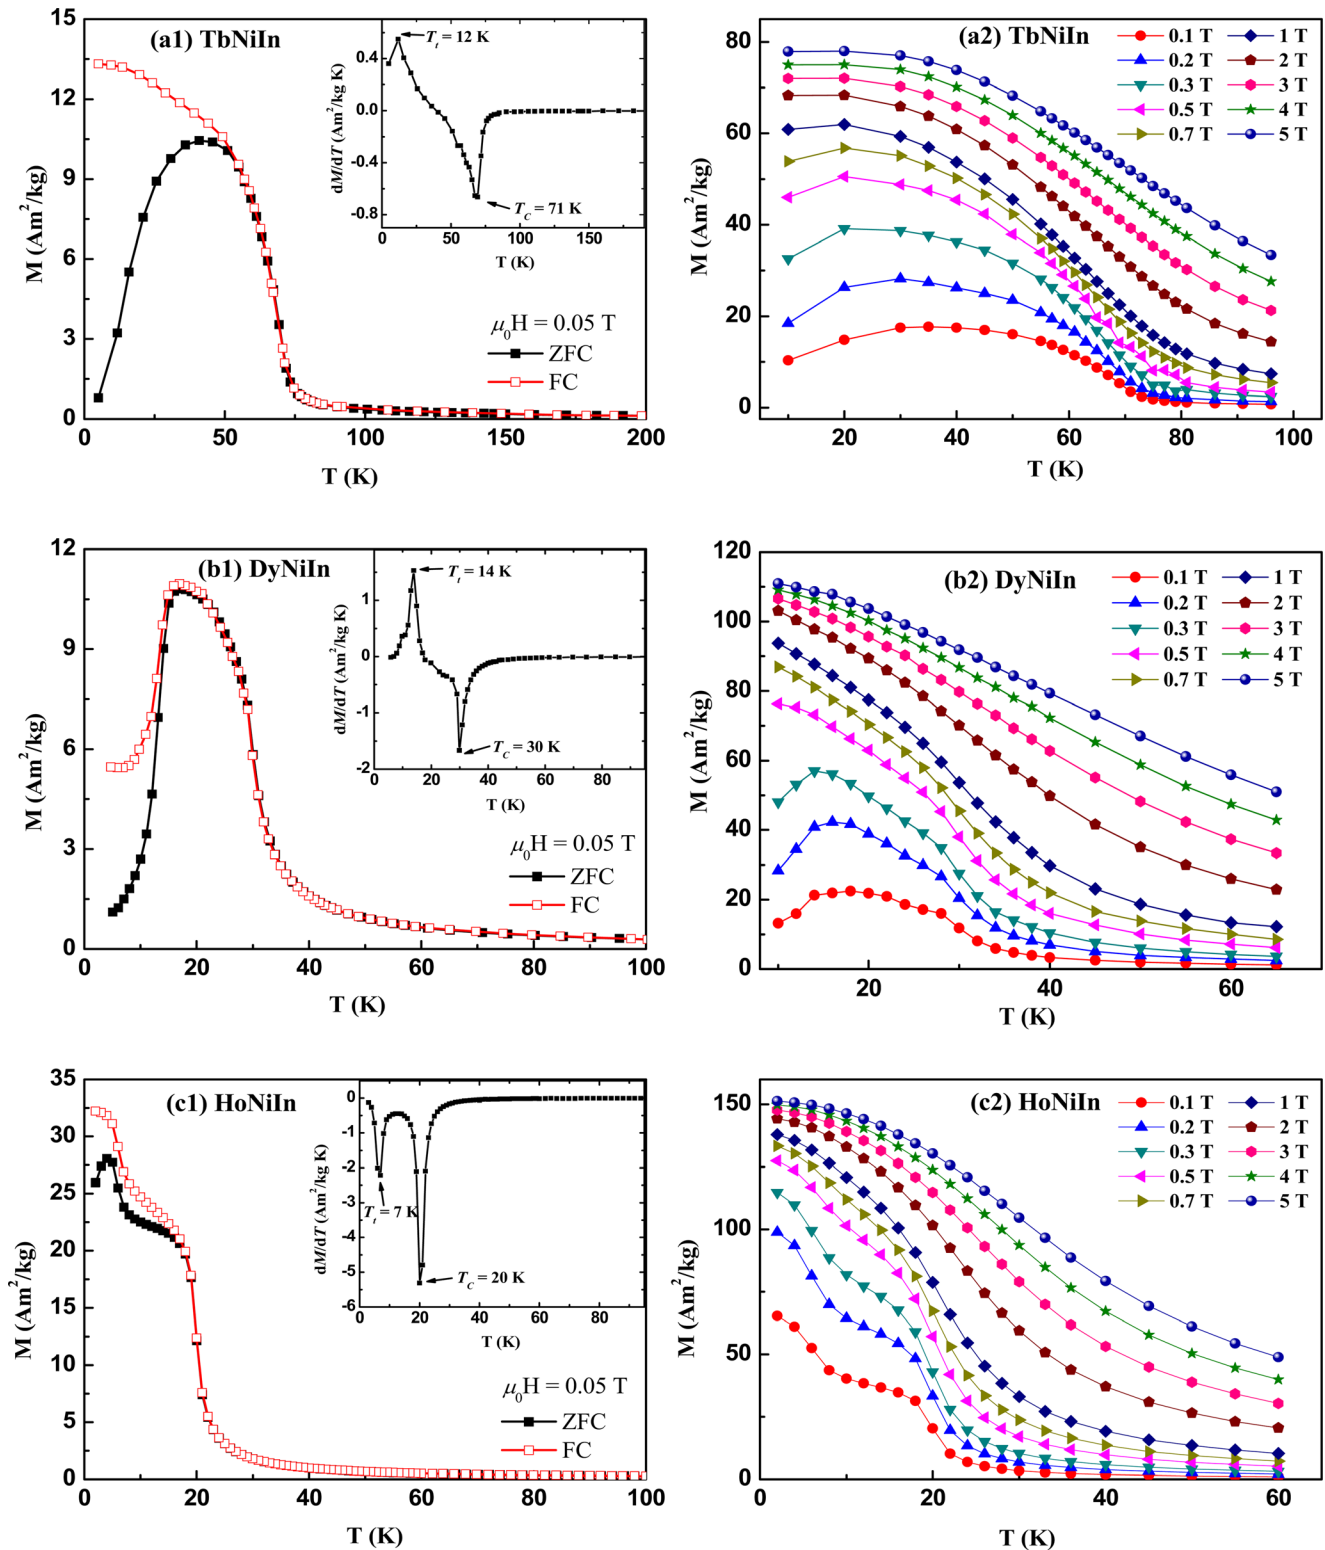 (a1) TbNiIn
M (Am²/kg)
15
12
9
6
3
0
0 50 100 150 200
T (K)
μ₀H = 0.05 T
ZFC
FC
dM/dT (Am²/kg K)
0.4
0.0
-0.4
-0.8
0 50 100 150
T (K)
Tt = 12 K
TC = 71 K
(a2) TbNiIn
M (Am²/kg)
80
60
40
20
0
20 40 60 80 100
T (K)
0.1 T 1 T
0.2 T 2 T
0.3 T 3 T
0.5 T 4 T
0.7 T 5 T
(b1) DyNiIn
M (Am²/kg)
12
9
6
3
0
0 20 40 60 80 100
T (K)
μ₀H = 0.05 T
ZFC
FC
dM/dT (Am²/kg K)
1
0
-1
-2
0 20 40 60 80
T (K)
Tt = 14 K
TC = 30 K
(b2) DyNiIn
M (Am²/kg)
120
100
80
60
40
20
0
20 40 60
T (K)
0.1 T 1 T
0.2 T 2 T
0.3 T 3 T
0.5 T 4 T
0.7 T 5 T
(c1) HoNiIn
M (Am²/kg)
35
30
25
20
15
10
5
0
0 20 40 60 80 100
T (K)
μ₀H = 0.05 T
ZFC
FC
dM/dT (Am²/kg K)
0
-1
-2
-3
-4
-5
-6
0 20 40 60 80
T (K)
Tt = 7 K
TC = 20 K
(c2) HoNiIn
M (Am²/kg)
150
100
50
0
0 20 40 60
T (K)
0.1 T 1 T
0.2 T 2 T
0.3 T 3 T
0.5 T 4 T
0.7 T 5 T